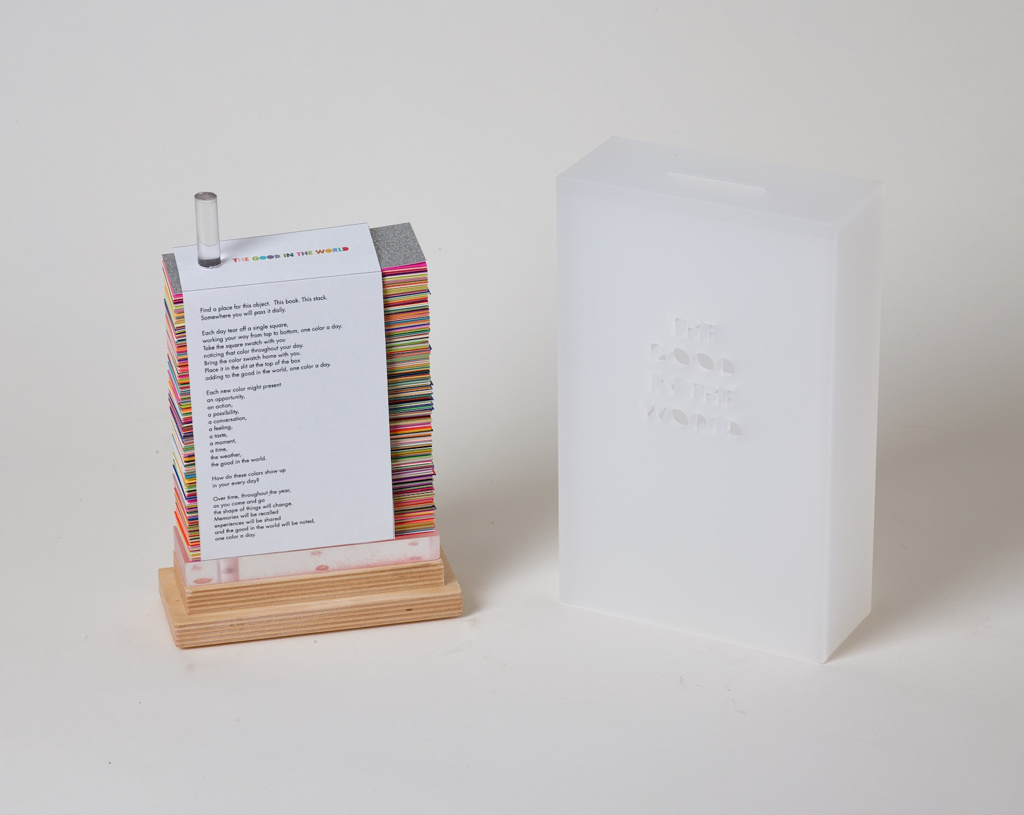 THE GOOD IN THE WORLD
Find a place for this object. This book. This stack.
Somewhere you will pass it daily.
Each day tear off a single square,
working your way from top to bottom, one color a day.
Take the square swatch with you
noticing that color throughout your day.
Bring the color swatch home with you.
Place it in the slit at the top of the box
adding to the good in the world, one color a day.
Each new color might present
an opportunity,
an action,
a possibility,
a conversation,
a feeling,
a taste,
a moment,
a time,
the weather,
the good in the world.
How do these colors show up
in your every day?
Over time, throughout the year,
as you come and go
the shape of things will change.
Memories will be recalled
experiences will be shared
and the good in the world will be noted,
one color a day.
THE
GOOD
IN THE
WORLD